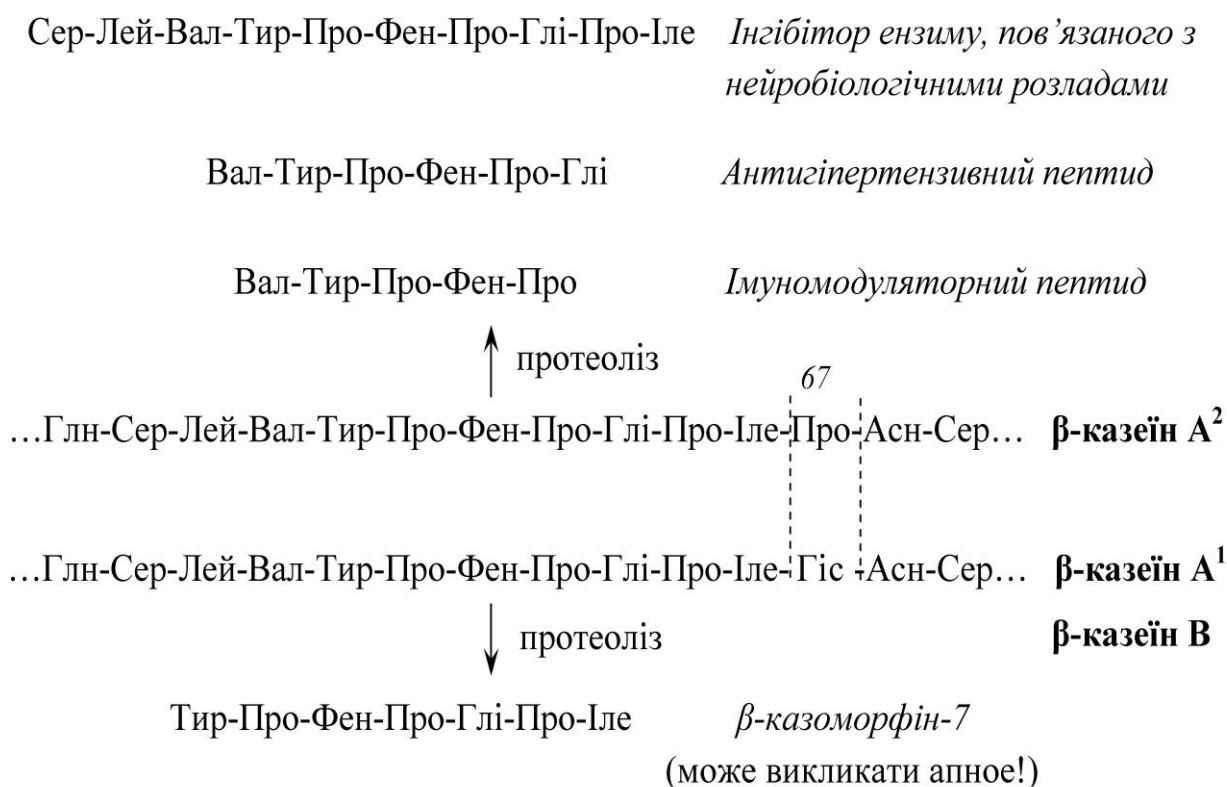 Сер-Лей-Вал-Тир-Про-Фен-Про-Глі-Про-Іле Інгібітор ензиму, пов’язаного з
нейробіологічними розладами
Вал-Тир-Про-Фен-Про-Глі Антигіпертензивний пептид
Вал-Тир-Про-Фен-Про Імуномодуляторний пептид
протеоліз
67
…Глн-Сер-Лей-Вал-Тир-Про-Фен-Про-Глі-Про-Іле-Про-Асн-Сер… β-казеїн А²
…Глн-Сер-Лей-Вал-Тир-Про-Фен-Про-Глі-Про-Іле-Гіс -Асн-Сер… β-казеїн А¹
протеоліз β-казеїн В
Тир-Про-Фен-Про-Глі-Про-Іле β-казоморфін-7
(може викликати апное!)